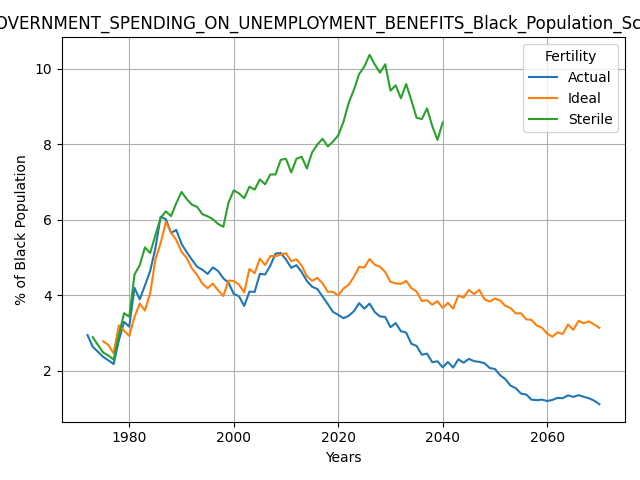 OVERNMENT_SPENDING_ON_UNEMPLOYMENT_BENEFITS_Black_Population_Sc
Fertility
Actual
Ideal
Sterile
% of Black Population
10
8
6
4
2
1980 2000 2020 2040 2060
Years